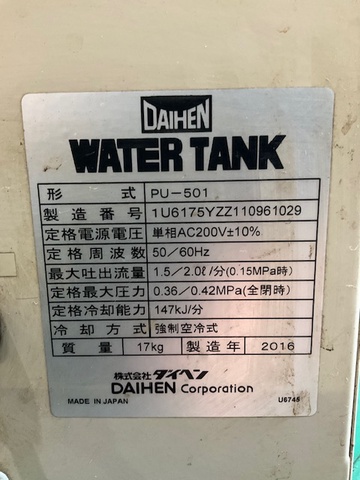 DAIHEN
WATER TANK
形式 PU-501
製造番号 1U6175YZZ110961029
定格電源電圧 単相AC200V±10%
定格周波数 50/60Hz
最大吐出流量 1.5/2.0ℓ/分(0.15MPa時)
定格最大圧力 0.36/0.42MPa(全閉時)
定格冷却能力 147kJ/分
冷却方式 強制空冷式
質量 17kg 製造年 2016
株式会社ダイヘン
DAIHEN Corporation
MADE IN JAPAN U6745